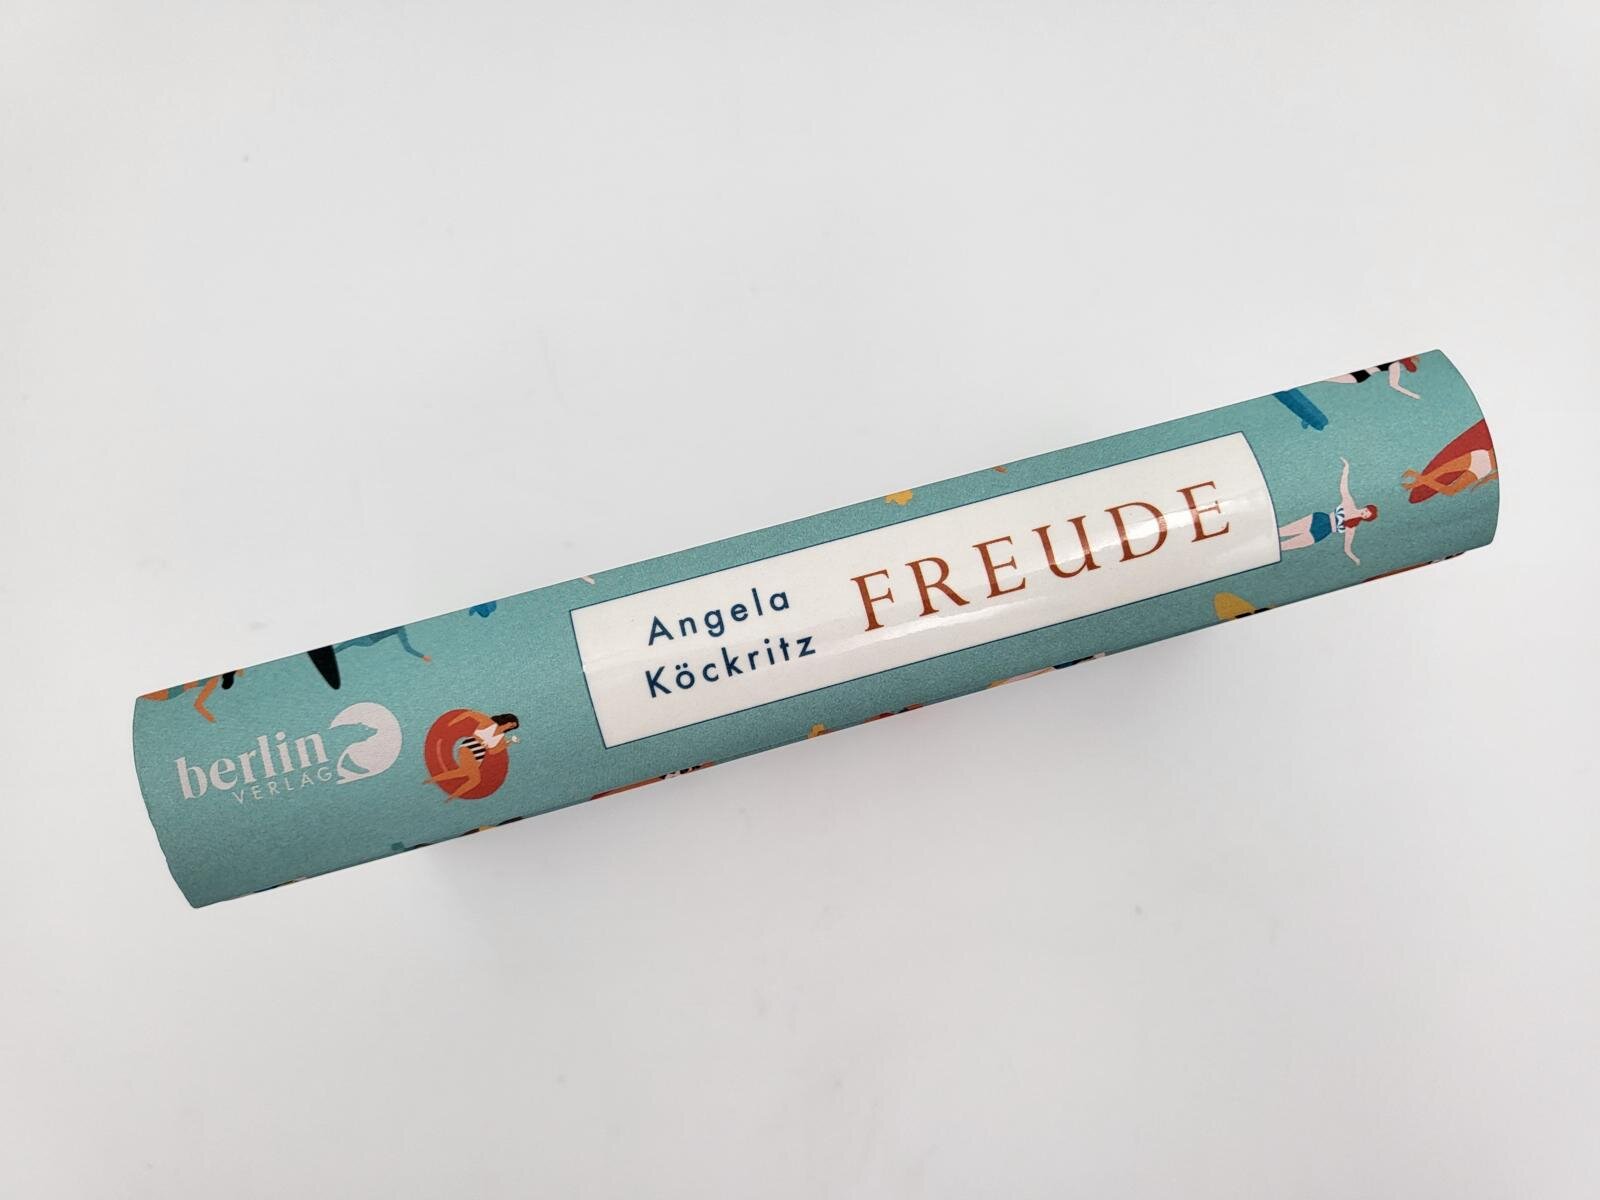 berlin
VERLAG
Angela
Köckritz
FREUDE